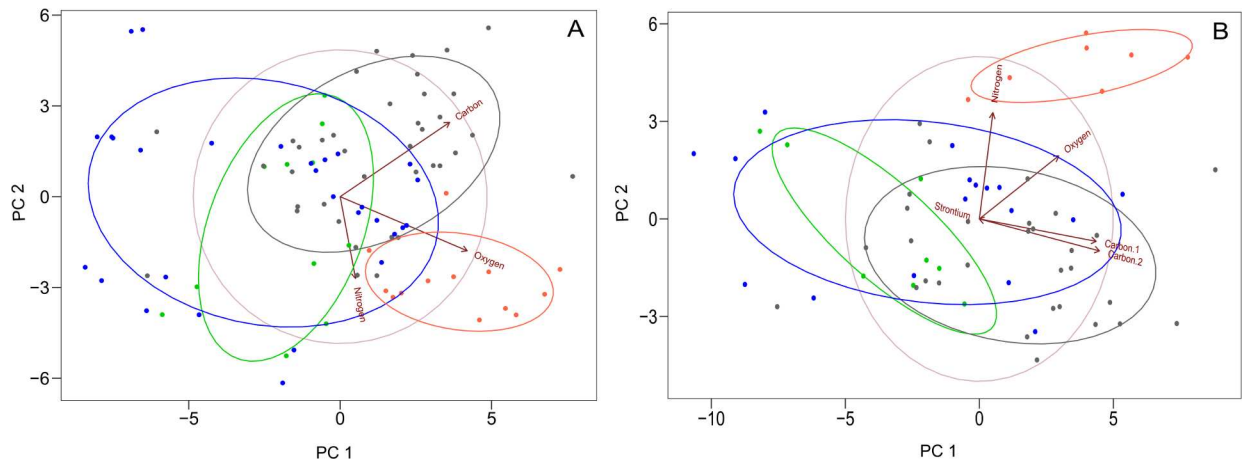 A
6
3
0
−3
−6
PC 2
Carbon
Oxygen
Nitrogen
−5
0
5
PC 1
B
6
3
0
−3
PC 2
Nitrogen
Oxygen
Strontium
Carbon.1
Carbon.2
−10
−5
0
5
PC 1